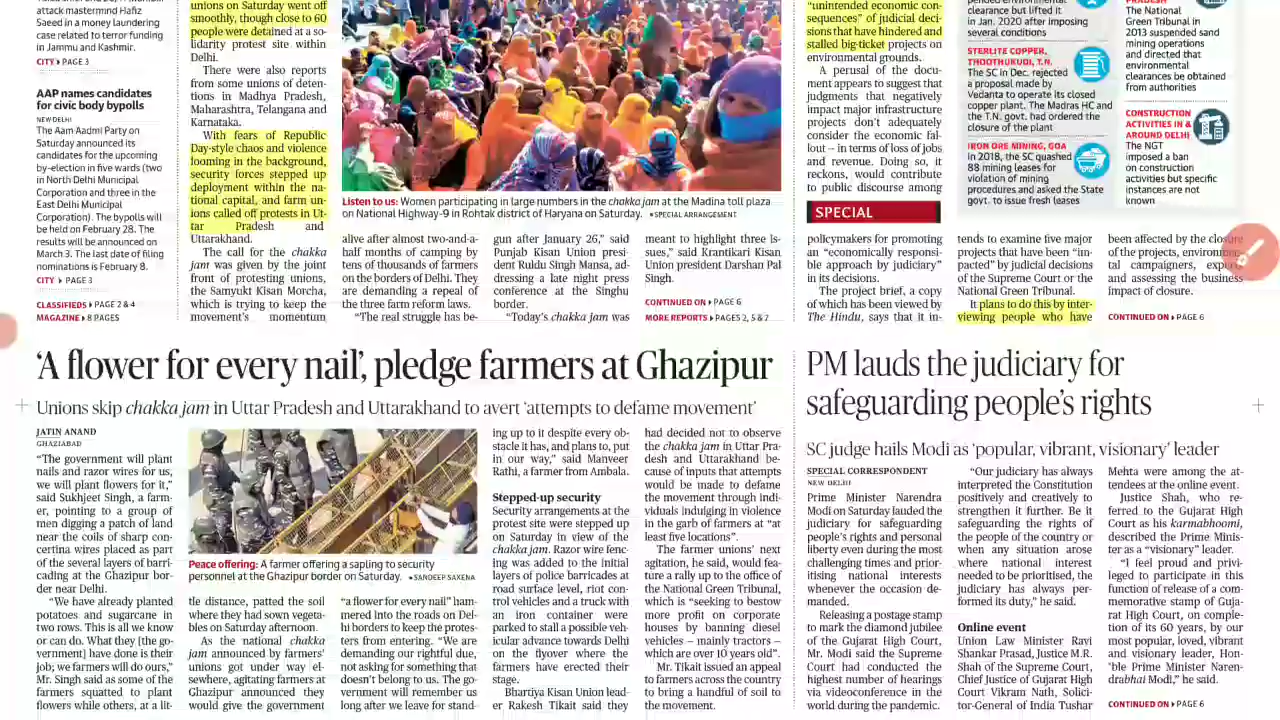 attack mastermind Hafiz
Saeed in a money laundering
case related to terror funding
in Jammu and Kashmir.
CITY PAGE 3
AAP names candidates
for civic body bypolls
NEW DELHI
The Aam Aadmi Party on
Saturday announced its
candidates for the upcoming
by-election in five wards (two
in North Delhi Municipal
Corporation and three in the
East Delhi Municipal
Corporation). The bypolls will
be held on February 28. The
results will be announced on
March 3. The last date of filing
nominations is February 8.
CITY PAGE 3
CLASSIFIEDS PAGE 2 & 4
MAGAZINE 8 PAGES
unions on Saturday went off
smoothly, though close to 60
people were detained at a so-
lidarity protest site within
Delhi.
There were also reports
from some unions of deten-
tions in Madhya Pradesh,
Maharashtra, Telangana and
Karnataka.
With fears of Republic
Day-style chaos and violence
looming in the background,
security forces stepped up
deployment within the na-
tional capital, and farm un-
ions called off protests in Ut-
tar Pradesh and
Uttarakhand.
The call for the chakka
jam was given by the joint
front of protesting unions,
the Samyukt Kisan Morcha,
which is trying to keep the
movement's momentum
Listen to us: Women participating in large numbers in the chakka jam at the Madina toll plaza
on National Highway-9 in Rohtak district of Haryana on Saturday. •SPECIAL ARRANGEMENT
alive after almost two-and-a-
half months of camping by
tens of thousands of farmers
on the borders of Delhi. They
are demanding a repeal of
the three farm reform laws.
"The real struggle has be-
gun after January 26," said
Punjab Kisan Union presi-
dent Ruldu Singh Mansa, ad-
dressing a late night press
conference at the Singhu
border.
"Today's chakka jam was
meant to highlight three is-
sues," said Krantikari Kisan
Union president Darshan Pal
Singh.
CONTINUED ON PAGE 6
MORE REPORTS PAGES 2, 5 & 7
"unintended economic con-
sequences" of judicial deci-
sions that have hindered and
stalled big-ticket projects on
environmental grounds.
A perusal of the docu-
ment appears to suggest that
judgments that negatively
impact major infrastructure
projects don't adequately
consider the economic fal-
lout – in terms of loss of jobs
and revenue. Doing so, it
reckons, would contribute
to public discourse among
SPECIAL
policymakers for promoting
an "economically responsi-
ble approach by judiciary"
in its decisions.
The project brief, a copy
of which has been viewed by
The Hindu, says that it in-
clearance but lifted it
in Jan. 2020 after imposing
several conditions
STERLITE COPPER,
THOOTHUKUDI, T.N.
The SC in Dec. rejected
a proposal made by
Vedanta to operate its closed
copper plant. The Madras HC and
the T.N. govt. had ordered the
closure of the plant
IRON ORE MINING, GOA
In 2018, the SC quashed
88 mining leases for
violation of mining
procedures and asked the State
govt. to issue fresh leases
The National
Green Tribunal in
2013 suspended sand
mining operations
and directed that
environmental
clearances be obtained
from authorities
CONSTRUCTION
ACTIVITIES IN &
AROUND DELHI
The NGT
imposed a ban
on construction
activities but specific
instances are not
known
tends to examine five major
projects that have been "im-
pacted" by judicial decisions
of the Supreme Court or the
National Green Tribunal.
It plans to do this by inter-
viewing people who have
been affected by the closure
of the projects, environmen-
tal campaigners, experts
and assessing the business
impact of closure.
CONTINUED ON PAGE 6
'A flower for every nail', pledge farmers at Ghazipur
Unions skip chakka jam in Uttar Pradesh and Uttarakhand to avert 'attempts to defame movement'
JATIN ANAND
GHAZIABAD
"The government will plant
nails and razor wires for us,
we will plant flowers for it,"
said Sukhjeet Singh, a farm-
er, pointing to a group of
men digging a patch of land
near the coils of sharp con-
certina wires placed as part
of the several layers of barri-
cading at the Ghazipur bor-
der near Delhi.
"We have already planted
potatoes and sugarcane in
two rows. This is all we know
or can do. What they [the go-
vernment] have done is their
job; we farmers will do ours,"
Mr. Singh said as some of the
farmers squatted to plant
flowers while others, at a lit-
Peace offering: A farmer offering a sapling to security
personnel at the Ghazipur border on Saturday. •SANDEEP SAXENA
tle distance, patted the soil
where they had sown vegeta-
bles on Saturday afternoon.
As the national chakka
jam announced by farmers'
unions got under way el-
sewhere, agitating farmers at
Ghazipur announced they
would give the government
"a flower for every nail" ham-
mered into the roads on Del-
hi borders to keep the protes-
ters from entering. "We are
demanding our rightful due,
not asking for something that
doesn't belong to us. The go-
vernment will remember us
long after we leave for stand-
ing up to it despite every ob-
stacle it has, and plans to, put
in our way," said Manveer
Rathi, a farmer from Ambala.
Stepped-up security
Security arrangements at the
protest site were stepped up
on Saturday in view of the
chakka jam. Razor wire fenc-
ing was added to the initial
layers of police barricades at
road surface level, riot con-
trol vehicles and a truck with
an iron container were
parked to stall a possible veh-
icular advance towards Delhi
on the flyover where the
farmers have erected their
stage.
Bhartiya Kisan Union lead-
er Rakesh Tikait said they
had decided not to observe
the chakka jam in Uttar Pra-
desh and Uttarakhand be-
cause of inputs that attempts
would be made to defame
the movement through indi-
viduals indulging in violence
in the garb of farmers at "at
least five locations".
The farmer unions' next
agitation, he said, would fea-
ture a rally up to the office of
the National Green Tribunal,
which is "seeking to bestow
more profit on corporate
houses by banning diesel
vehicles – mainly tractors –
which are over 10 years old".
Mr. Tikait issued an appeal
to farmers across the country
to bring a handful of soil to
the movement.
PM lauds the judiciary for
safeguarding people's rights
SC judge hails Modi as 'popular, vibrant, visionary' leader
SPECIAL CORRESPONDENT
NEW DELHI
Prime Minister Narendra
Modi on Saturday lauded the
judiciary for safeguarding
people's rights and personal
liberty even during the most
challenging times and prior-
itising national interests
whenever the occasion de-
manded.
Releasing a postage stamp
to mark the diamond jubilee
of the Gujarat High Court,
Mr. Modi said the Supreme
Court had conducted the
highest number of hearings
via videoconference in the
world during the pandemic.
"Our judiciary has always
interpreted the Constitution
positively and creatively to
strengthen it further. Be it
safeguarding the rights of
the people of the country or
when any situation arose
where national interest
needed to be prioritised, the
judiciary has always per-
formed its duty," he said.
Online event
Union Law Minister Ravi
Shankar Prasad, Justice M.R.
Shah of the Supreme Court,
Chief Justice of Gujarat High
Court Vikram Nath, Solici-
tor-General of India Tushar
Mehta were among the at-
tendees at the online event.
Justice Shah, who re-
ferred to the Gujarat High
Court as his karmabhoomi,
described the Prime Minis-
ter as a "visionary" leader.
"I feel proud and privi-
leged to participate in this
function of release of a com-
memorative stamp of Guja-
rat High Court, on comple-
tion of its 60 years, by our
most popular, loved, vibrant
and visionary leader, Hon-
'ble Prime Minister Naren-
drabhai Modi," he said.
CONTINUED ON PAGE 6